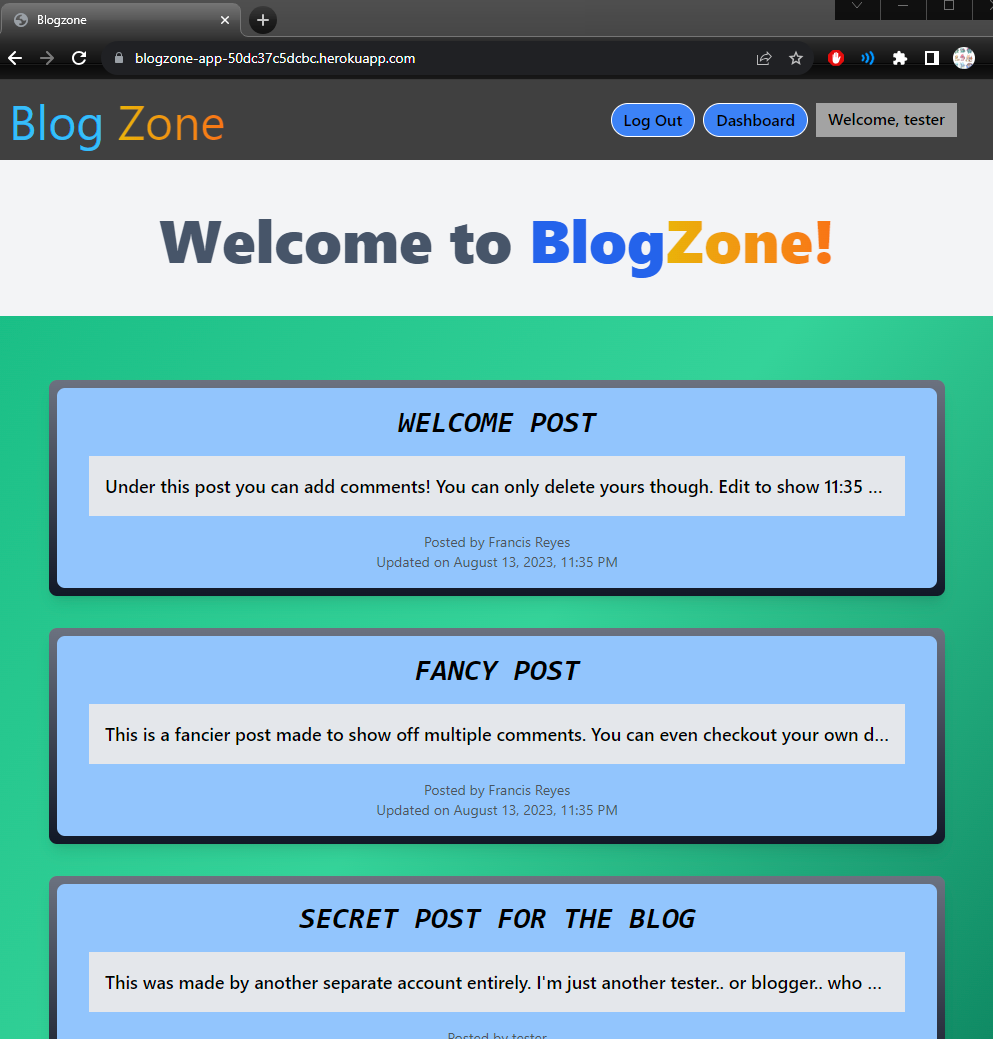 Blogzone
blogzone-app-50dc37c5dcbc.herokuapp.com
Blog Zone
Log Out
Dashboard
Welcome, tester
Welcome to BlogZone!
WELCOME POST
Under this post you can add comments! You can only delete yours though. Edit to show 11:35 ...
Posted by Francis Reyes
Updated on August 13, 2023, 11:35 PM
FANCY POST
This is a fancier post made to show off multiple comments. You can even checkout your own d...
Posted by Francis Reyes
Updated on August 13, 2023, 11:35 PM
SECRET POST FOR THE BLOG
This was made by another separate account entirely. I'm just another tester.. or blogger.. who ...
Posted by tester